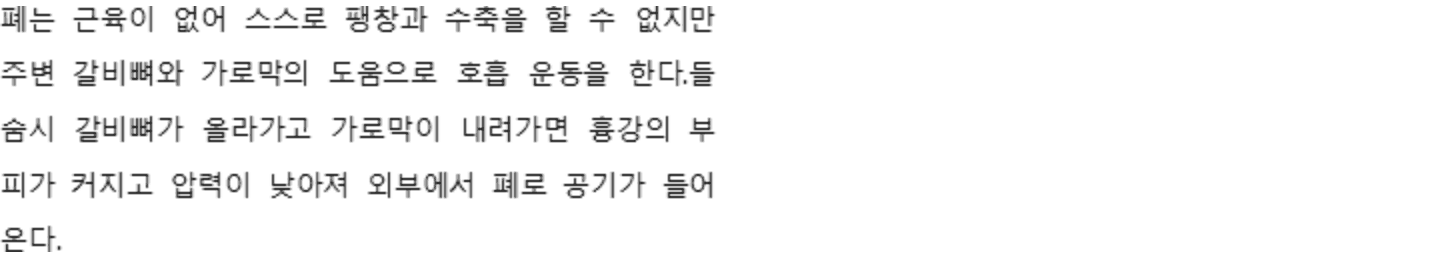 폐는 근육이 없어 스스로 팽창과 수축을 할 수 없지만
주변 갈비뼈와 가로막의 도움으로 호흡 운동을 한다.들
숨시 갈비뼈가 올라가고 가로막이 내려가면 흉강의 부
피가 커지고 압력이 낮아져 외부에서 폐로 공기가 들어
온다.